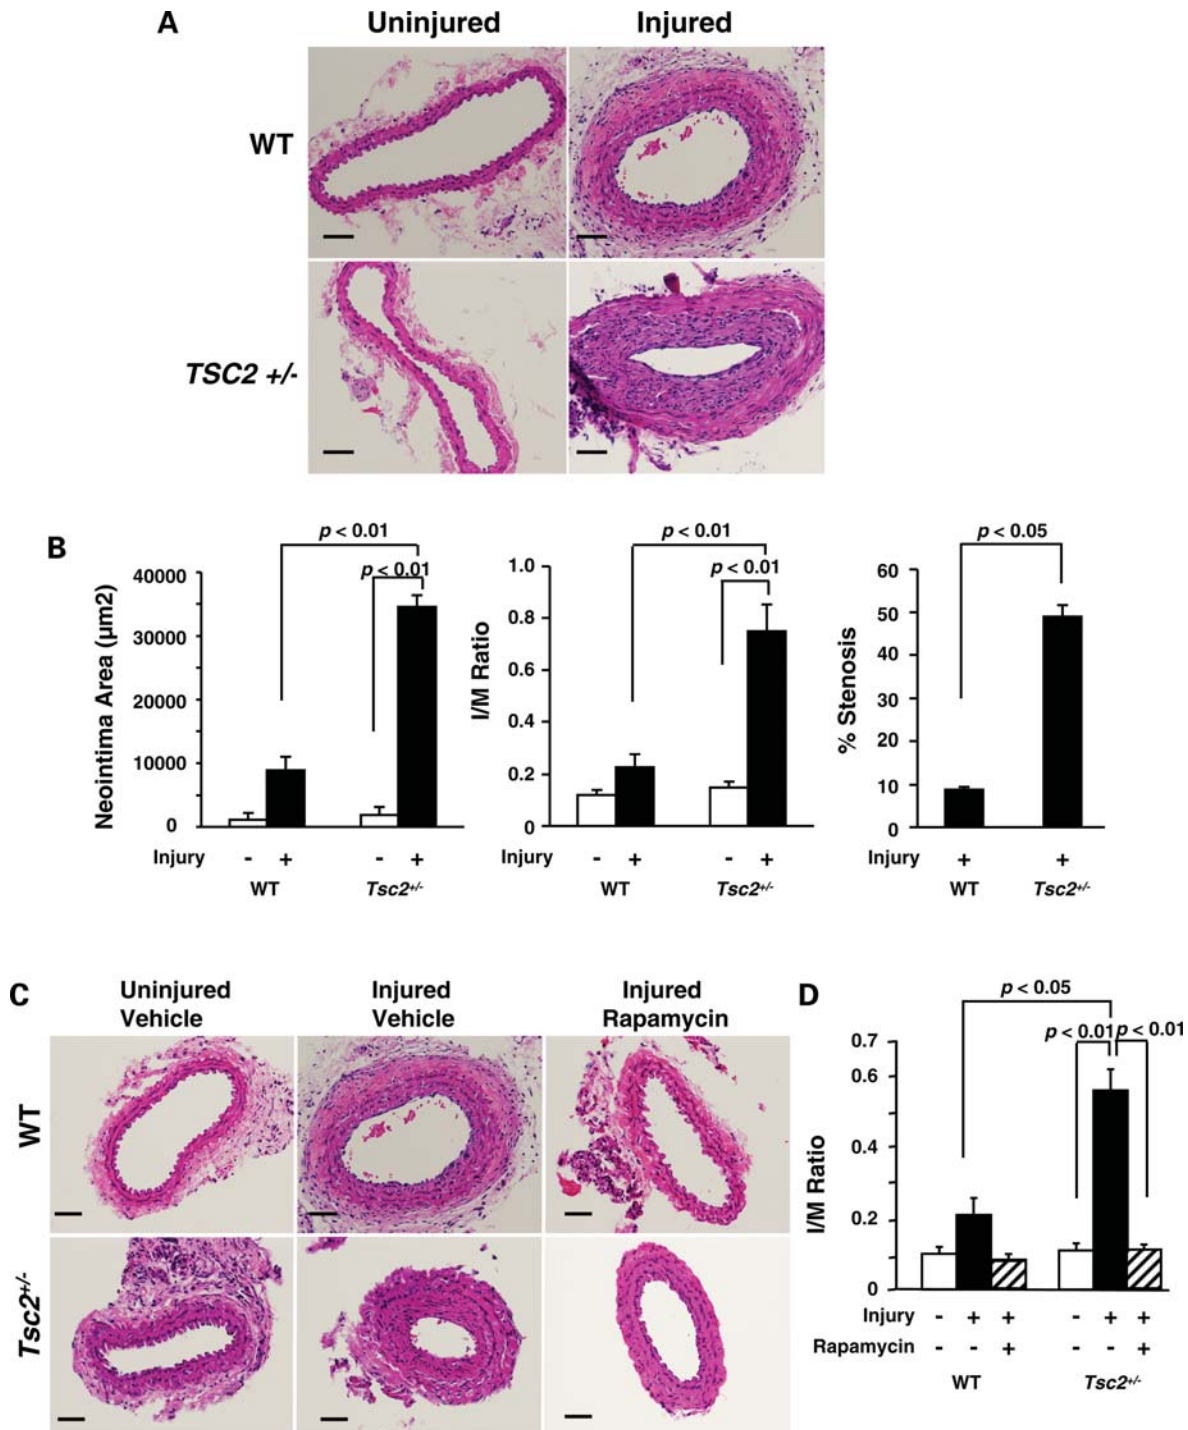 A
Uninjured Injured
WT
TSC2 +/-
B
p < 0.01
p < 0.01
Neointima Area (µm2)
40000
30000
20000
10000
0
Injury - + - +
WT Tsc2+/-
p < 0.01
p < 0.01
I/M Ratio
1.0
0.8
0.6
0.4
0.2
0
Injury - + - +
WT Tsc2+/-
p < 0.05
% Stenosis
60
50
40
30
20
10
0
Injury + +
WT Tsc2+/-
C
Uninjured Injured Injured
Vehicle Vehicle Rapamycin
WT
Tsc2+/-
D
p < 0.05
p < 0.01 p < 0.01
I/M Ratio
0.7
0.6
0.4
0.2
0
Injury - + + - + +
Rapamycin - - + - - +
WT Tsc2+/-